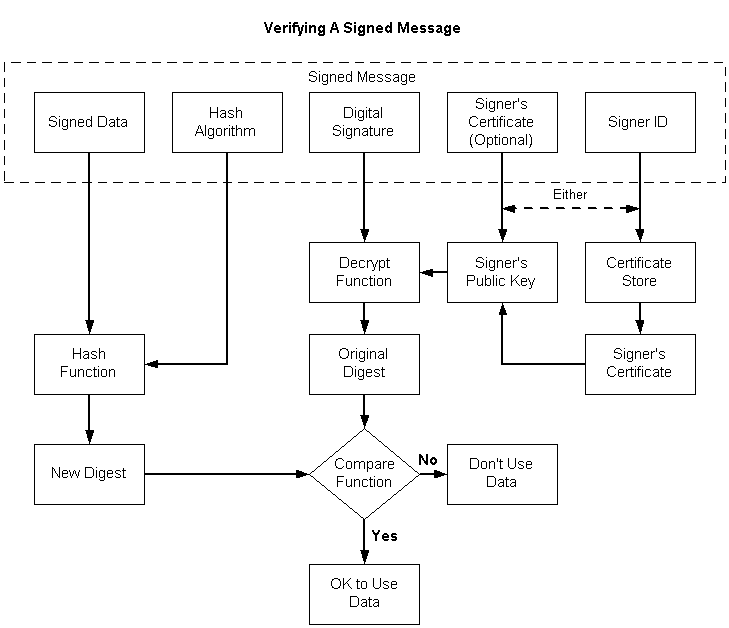 Verifying A Signed Message
Signed Message
Signed Data
Hash
Algorithm
Digital
Signature
Signer's
Certificate
(Optional)
Signer ID
Either
Decrypt
Function
Signer's
Public Key
Certificate
Store
Hash
Function
Original
Digest
Signer's
Certificate
New Digest
Compare
Function
No
Don't Use
Data
Yes
OK to Use
Data